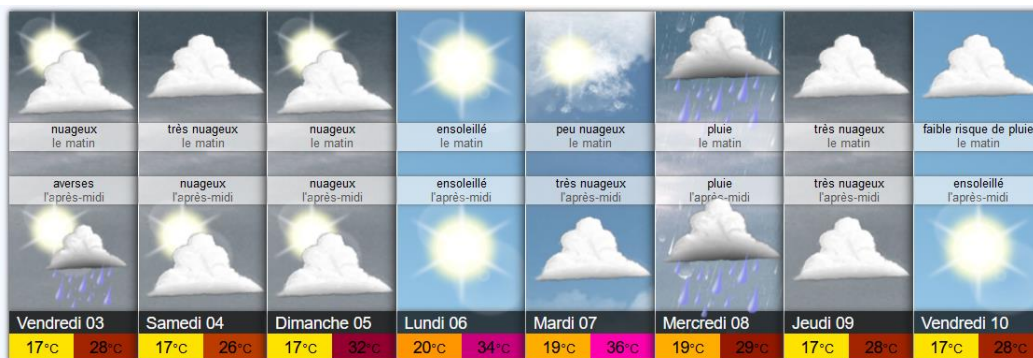 nuageux
le matin
très nuageux
le matin
nuageux
le matin
ensoleillé
le matin
peu nuageux
le matin
pluie
le matin
très nuageux
le matin
faible risque de pluie
le matin
averses
l'après-midi
nuageux
l'après-midi
nuageux
l'après-midi
ensoleillé
l'après-midi
très nuageux
l'après-midi
pluie
l'après-midi
très nuageux
l'après-midi
ensoleillé
l'après-midi
Vendredi 03
Samedi 04
Dimanche 05
Lundi 06
Mardi 07
Mercredi 08
Jeudi 09
Vendredi 10
17°C 28°C
17°C 26°C
17°C 32°C
20°C 34°C
19°C 36°C
19°C 29°C
17°C 28°C
17°C 28°C